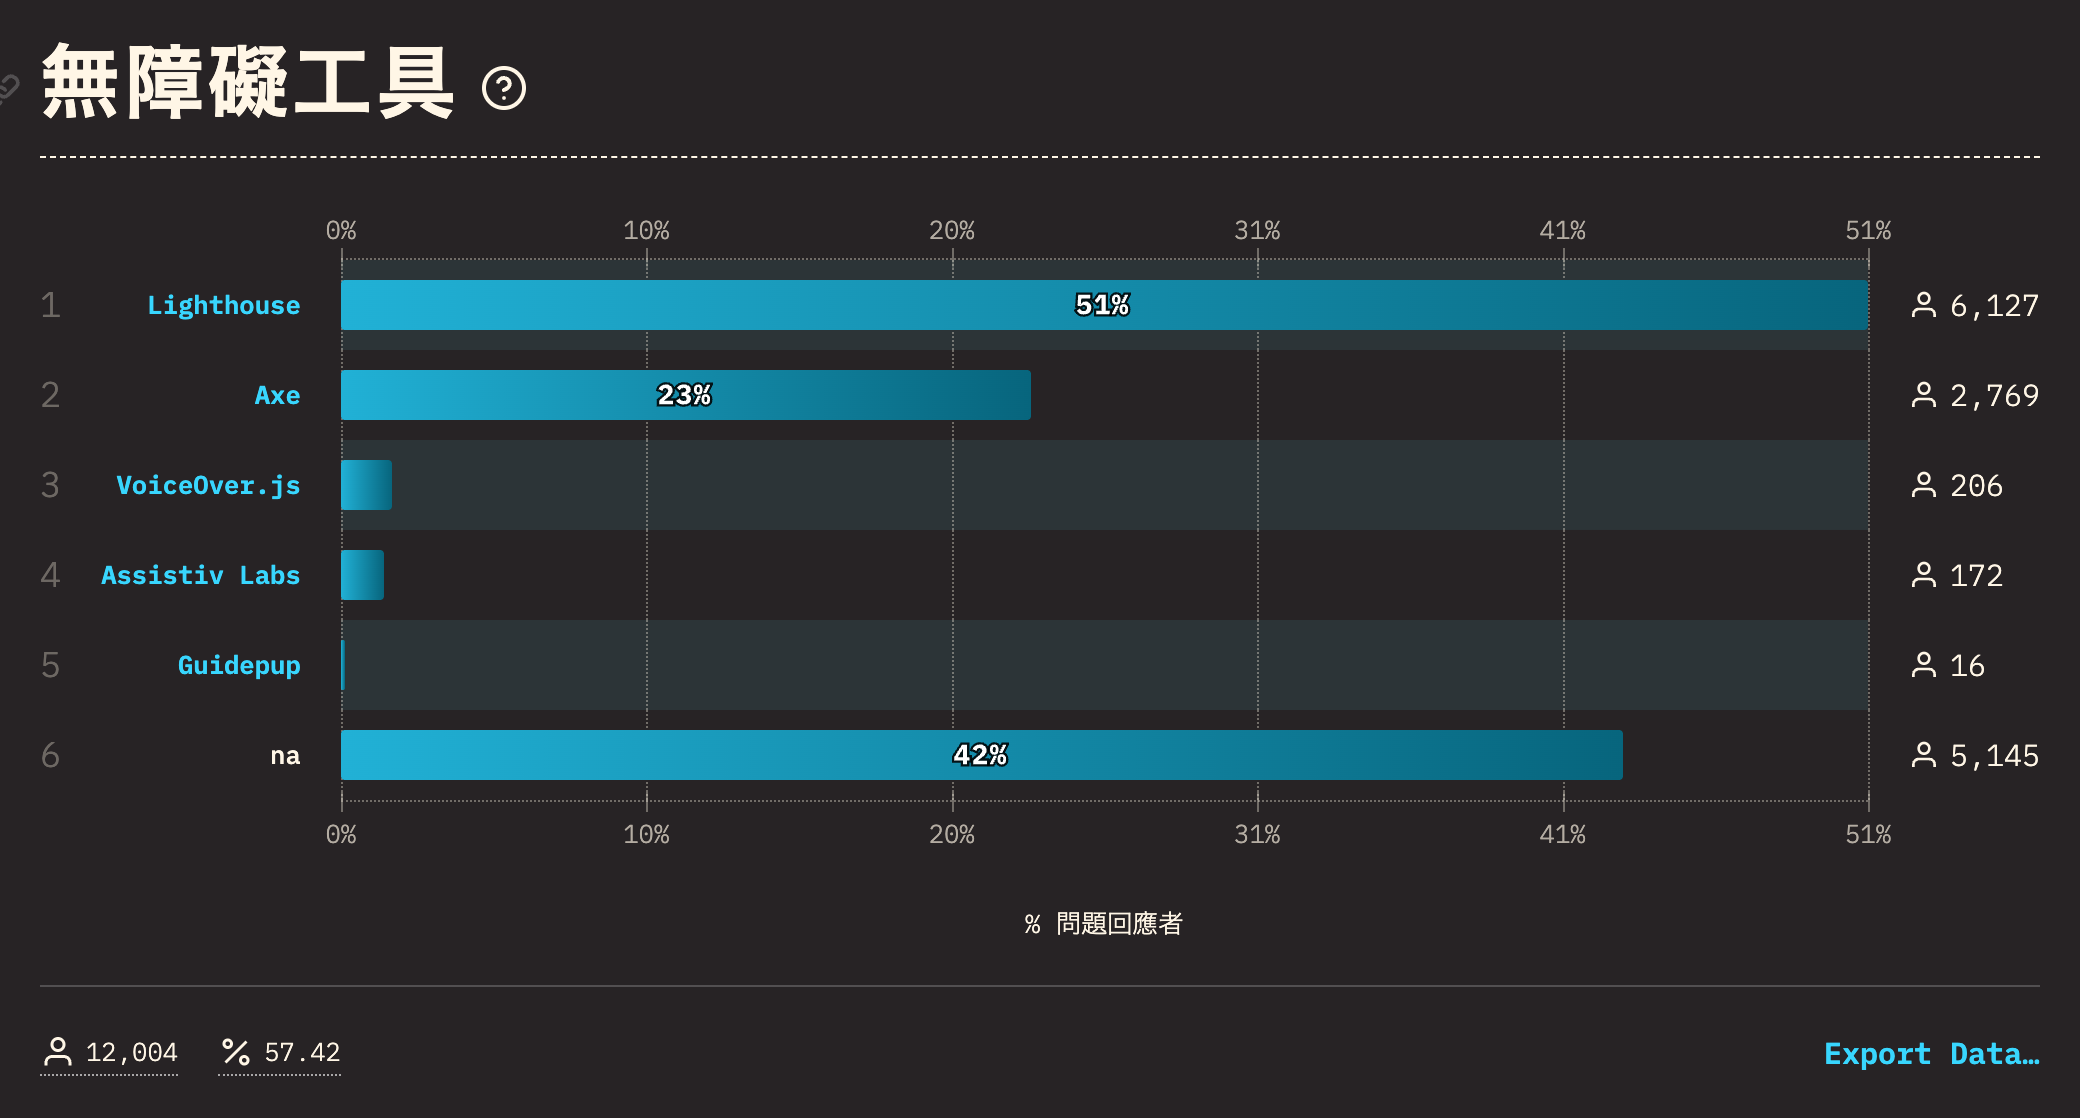 無障礙工具
0% 10% 20% 31% 41% 51%
1 Lighthouse 51% 6,127
2 Axe 23% 2,769
3 VoiceOver.js 206
4 Assistiv Labs 172
5 Guidepup 16
6 na 42% 5,145
0% 10% 20% 31% 41% 51%
% 問題回應者
12,004 % 57.42 Export Data…